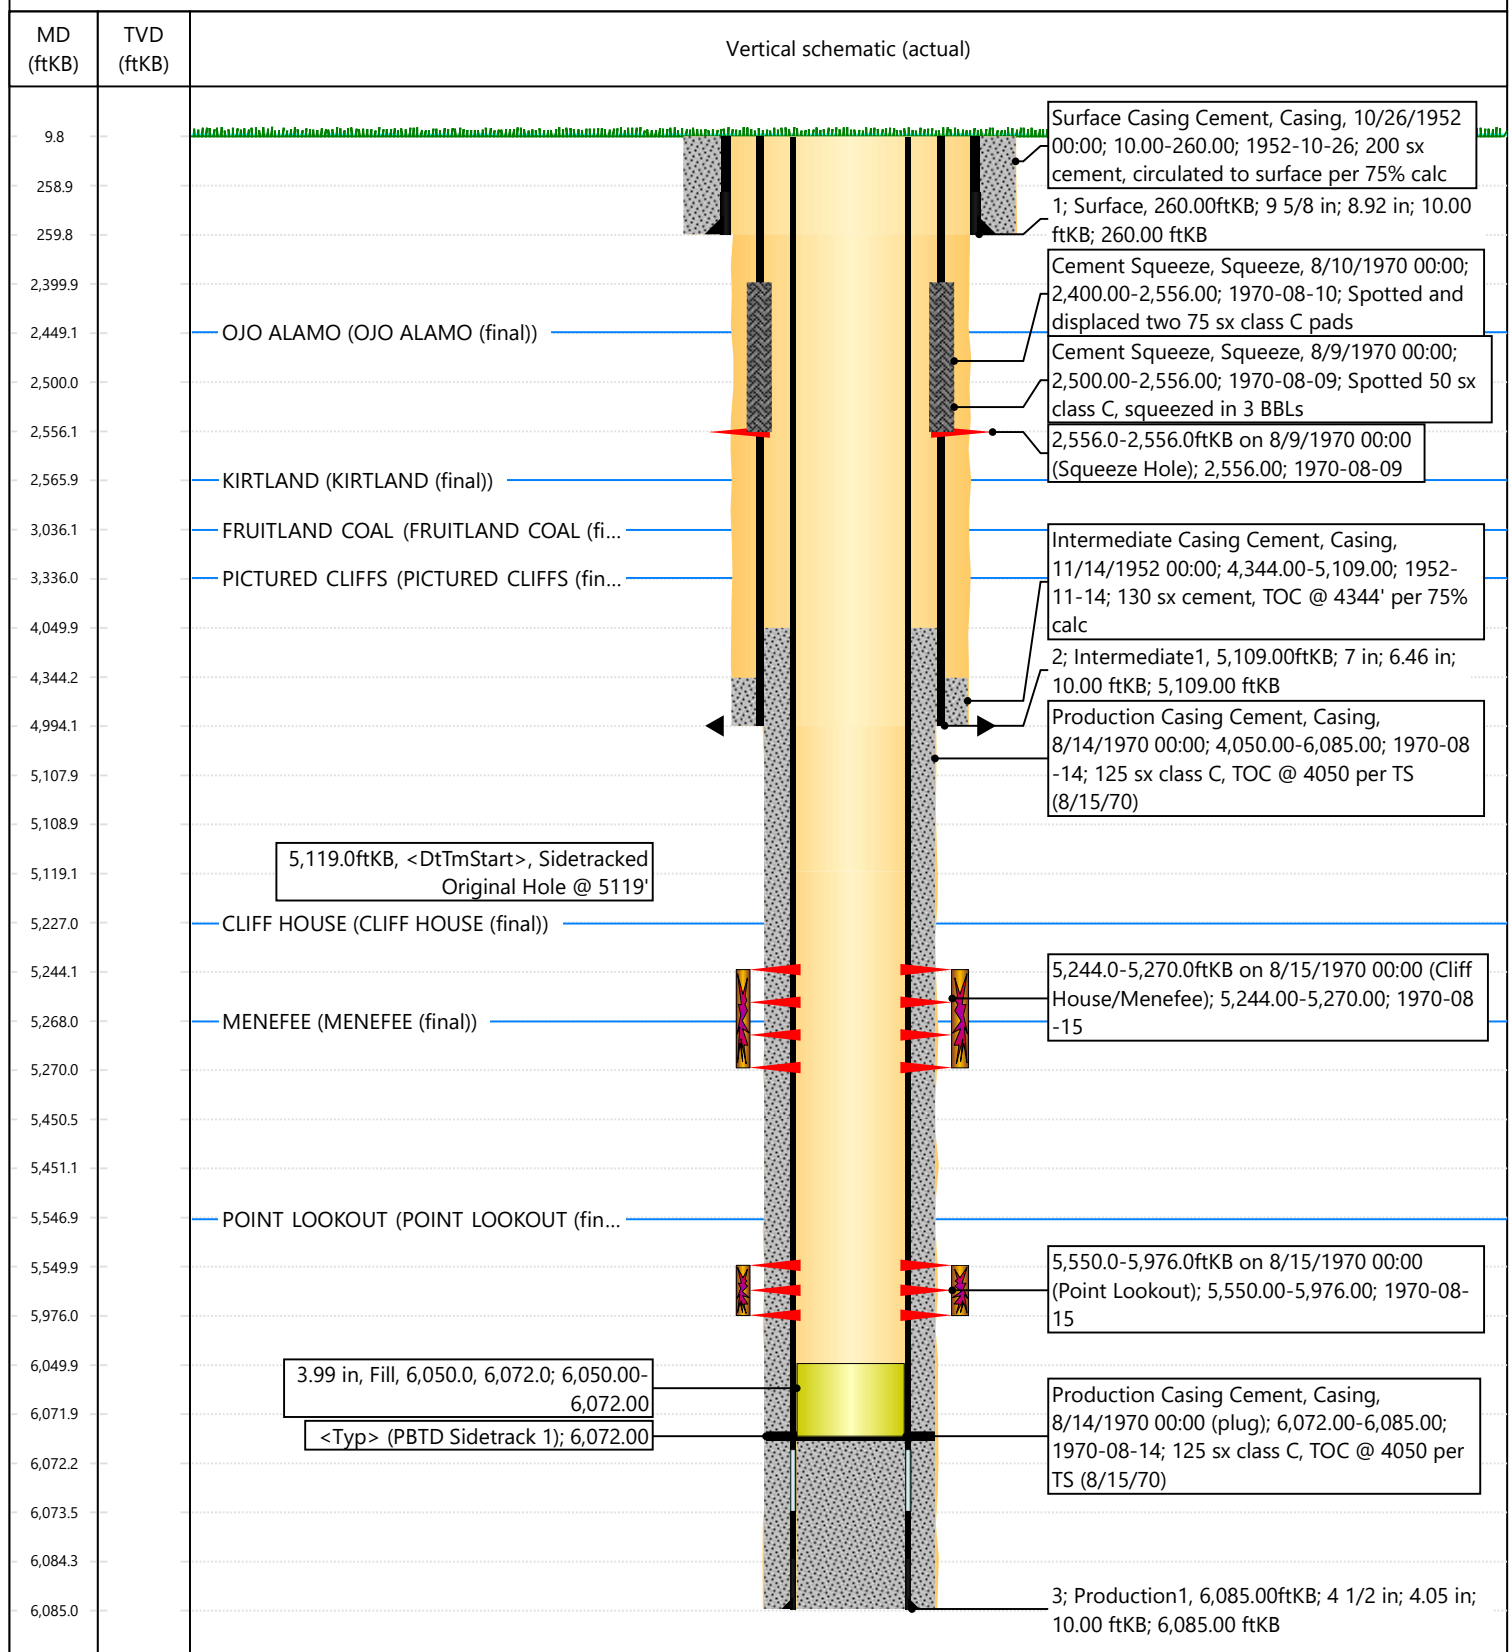 MD
(ftKB)
TVD
(ftKB)
Vertical schematic (actual)
9.8
258.9
259.8
2,399.9
2,449.1
2,500.0
2,556.1
2,565.9
3,036.1
3,336.0
4,049.9
4,344.2
4,994.1
5,107.9
5,108.9
5,119.1
5,227.0
5,244.1
5,268.0
5,270.0
5,450.5
5,451.1
5,546.9
5,549.9
5,976.0
6,049.9
6,071.9
6,072.2
6,073.5
6,084.3
6,085.0
OJO ALAMO (OJO ALAMO (final))
KIRTLAND (KIRTLAND (final))
FRUITLAND COAL (FRUITLAND COAL (fi...
PICTURED CLIFFS (PICTURED CLIFFS (fin...
5,119.0ftKB, <DtTmStart>, Sidetracked
Original Hole @ 5119'
CLIFF HOUSE (CLIFF HOUSE (final))
MENEFEE (MENEFEE (final))
POINT LOOKOUT (POINT LOOKOUT (fin...
3.99 in, Fill, 6,050.0, 6,072.0; 6,050.00-
6,072.00
<Typ> (PBTD Sidetrack 1); 6,072.00
Surface Casing Cement, Casing, 10/26/1952
00:00; 10.00-260.00; 1952-10-26; 200 sx
cement, circulated to surface per 75% calc
1; Surface, 260.00ftKB; 9 5/8 in; 8.92 in; 10.00
ftKB; 260.00 ftKB
Cement Squeeze, Squeeze, 8/10/1970 00:00;
2,400.00-2,556.00; 1970-08-10; Spotted and
displaced two 75 sx class C pads
Cement Squeeze, Squeeze, 8/9/1970 00:00;
2,500.00-2,556.00; 1970-08-09; Spotted 50 sx
class C, squeezed in 3 BBLs
2,556.0-2,556.0ftKB on 8/9/1970 00:00
(Squeeze Hole); 2,556.00; 1970-08-09
Intermediate Casing Cement, Casing,
11/14/1952 00:00; 4,344.00-5,109.00; 1952-
11-14; 130 sx cement, TOC @ 4344' per 75%
calc
2; Intermediate1, 5,109.00ftKB; 7 in; 6.46 in;
10.00 ftKB; 5,109.00 ftKB
Production Casing Cement, Casing,
8/14/1970 00:00; 4,050.00-6,085.00; 1970-08
-14; 125 sx class C, TOC @ 4050 per TS
(8/15/70)
5,244.0-5,270.0ftKB on 8/15/1970 00:00 (Cliff
House/Menefee); 5,244.00-5,270.00; 1970-08
-15
5,550.0-5,976.0ftKB on 8/15/1970 00:00
(Point Lookout); 5,550.00-5,976.00; 1970-08-
15
Production Casing Cement, Casing,
8/14/1970 00:00 (plug); 6,072.00-6,085.00;
1970-08-14; 125 sx class C, TOC @ 4050 per
TS (8/15/70)
3; Production1, 6,085.00ftKB; 4 1/2 in; 4.05 in;
10.00 ftKB; 6,085.00 ftKB